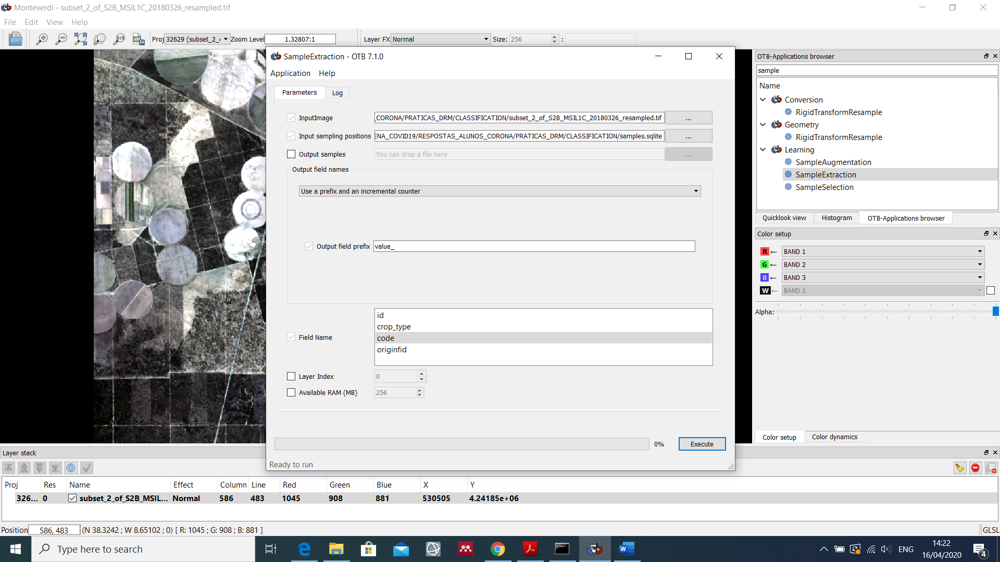 Monteverdi - subset_2_of_S2B_MSIL1C_20180326_resampled.tif
File Edit View Help
Proj 32629 (subset_2_ Zoom Level 1.32807:1 Layer FX Normal Size: 256 :
SampleExtraction - OTB 7.1.0
Application Help
Parameters Log
InputImage _CORONA/PRATICAS_DRM/CLASSIFICATION/subset_2_of_S2B_MSIL1C_20180326_resampled.tif ...
Input sampling positions ENA_COVID19/RESPOSTAS_ALUNOS_CORONA/PRATICAS_DRM/CLASSIFICATION/samples.sqlite ...
Output samples You can drop a file here ...
Output field names
Use a prefix and an incremental counter
Output field prefix value_
id
crop_type
Field Name
code
originfid
Layer Index 0
Available RAM (MB) 256
0% Execute
Ready to run
OTB-Applications browser
sample
Name
Conversion
RigidTransformResample
Geometry
RigidTransformResample
Learning
SampleAugmentation
SampleExtraction
SampleSelection
Quicklook view Histogram OTB-Applications browser
Color setup
R ← BAND 1
G ← BAND 2
B ← BAND 3
W ← BAND 1
Alpha:
Color setup Color dynamics
Layer stack
Proj Res Name Effect Column Line Red Green Blue X Y
326... 0 subset_2_of_S2B_MSIL... Normal 586 483 1045 908 881 530505 4.24185e+06
Position 586, 483 (N 38.3242 ; W 8.65102 ; 0) [ R: 1045 ; G: 908 ; B: 881 ] GLSL
Type here to search
ENG
14:22
16/04/2020
4